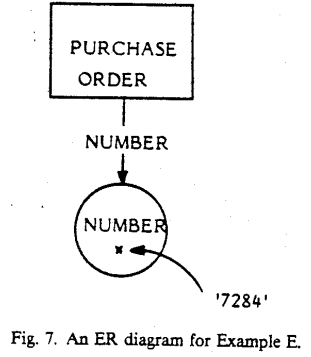 PURCHASE
ORDER
NUMBER
NUMBER
'7284'
Fig. 7. An ER diagram for Example E.